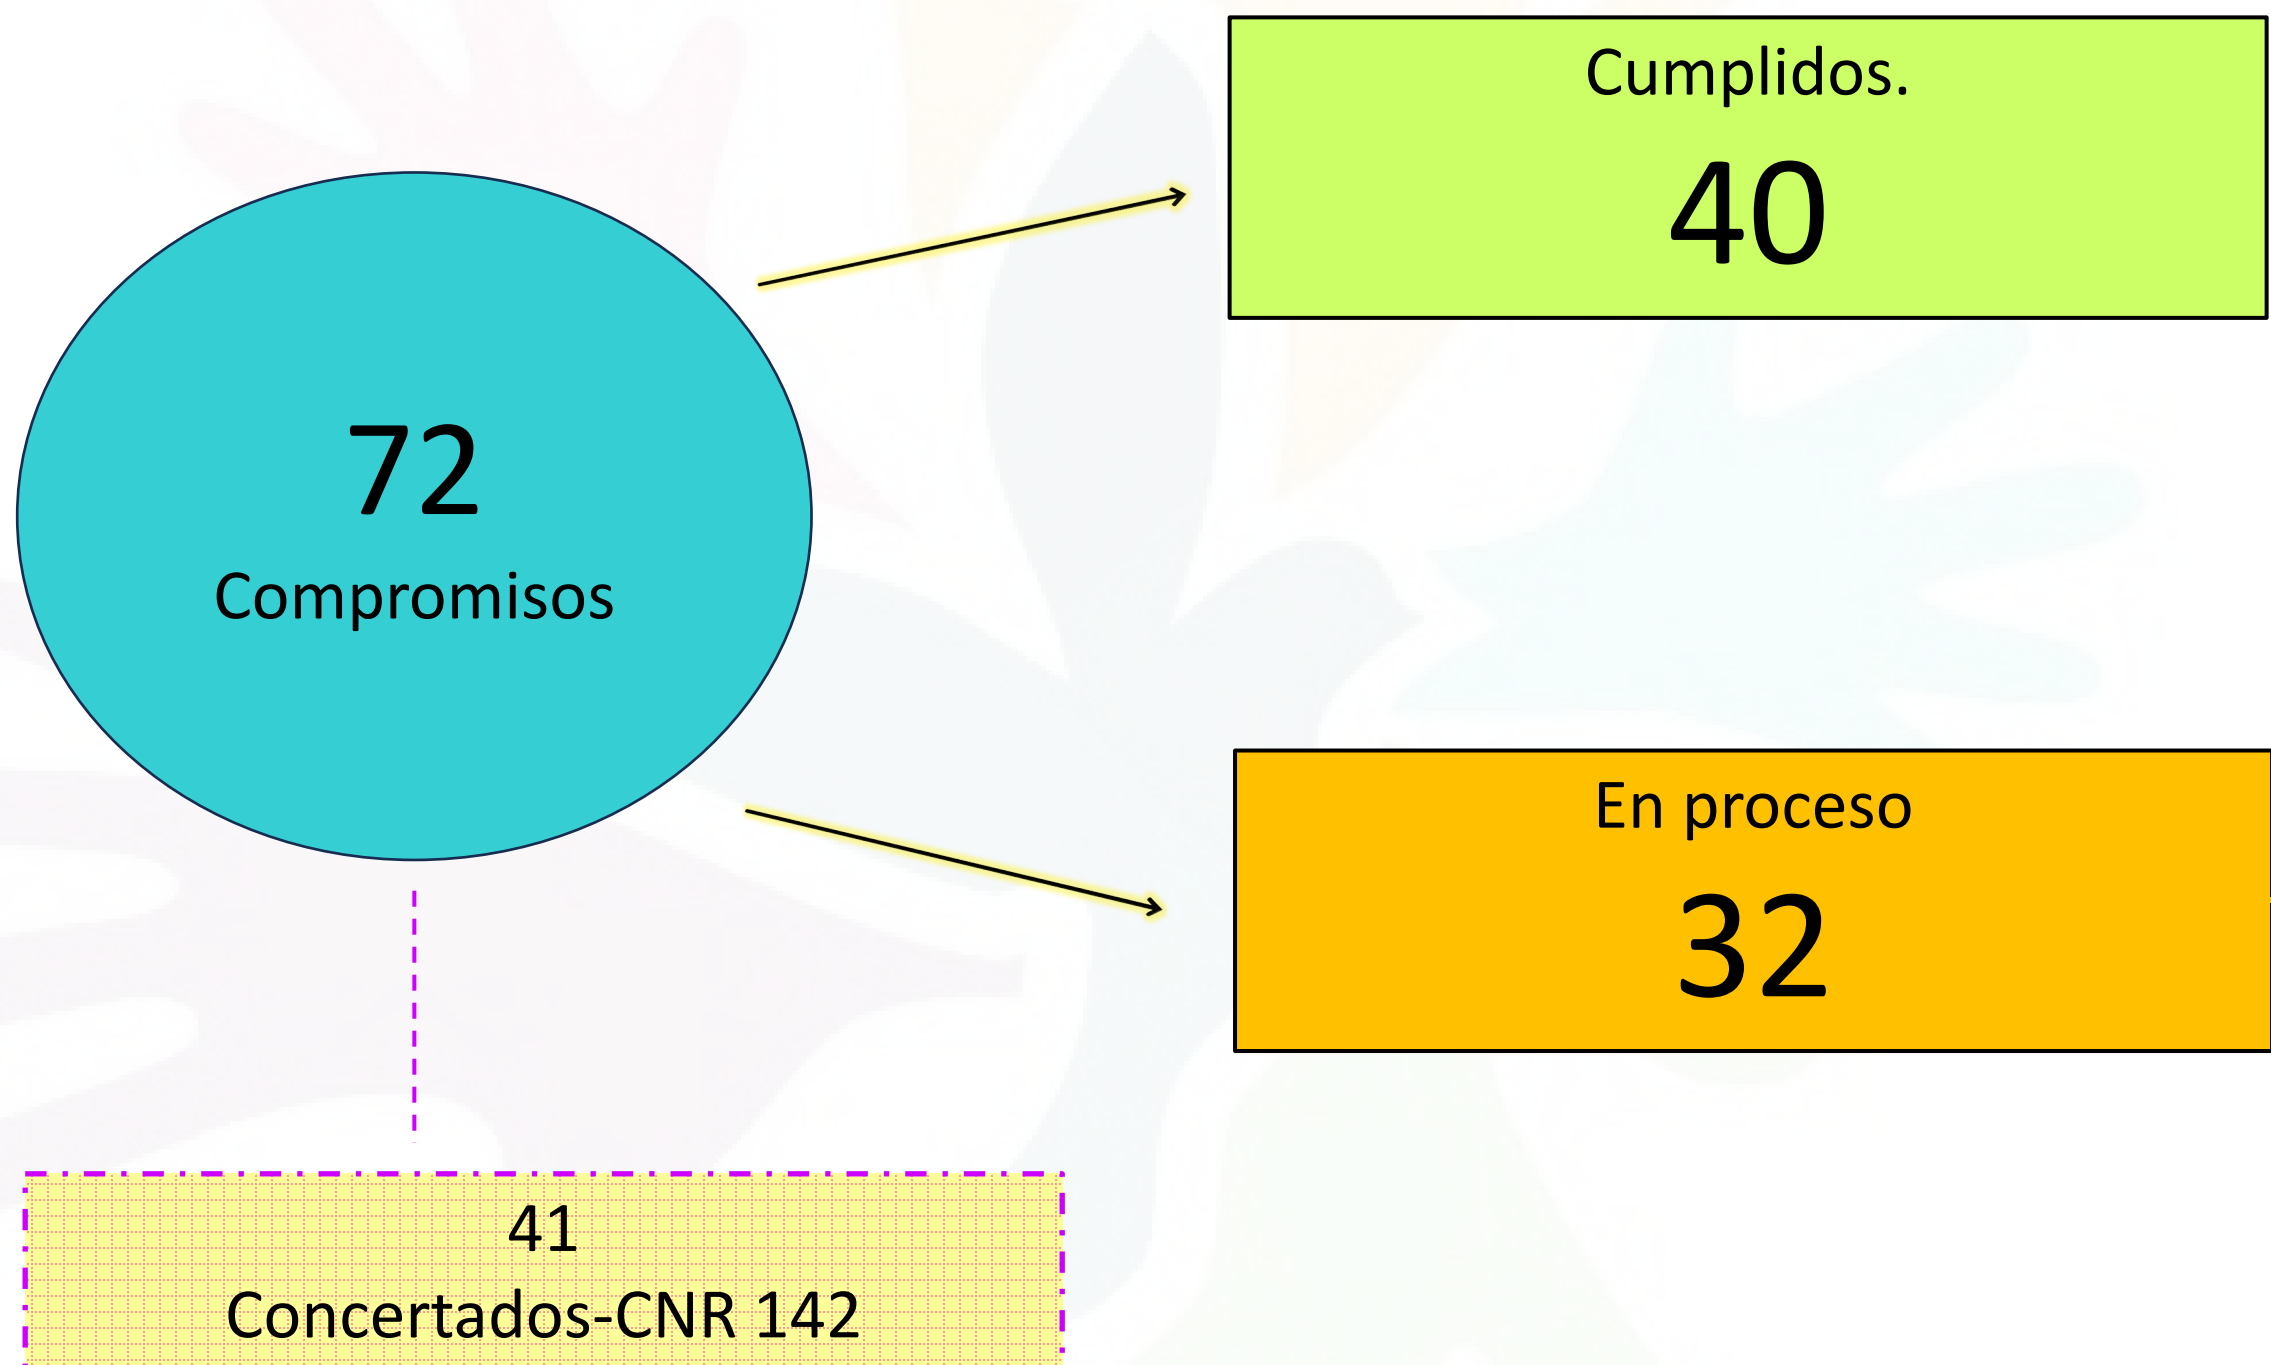 Cumplidos.
40
72
Compromisos
En proceso
32
41
Concertados-CNR 142